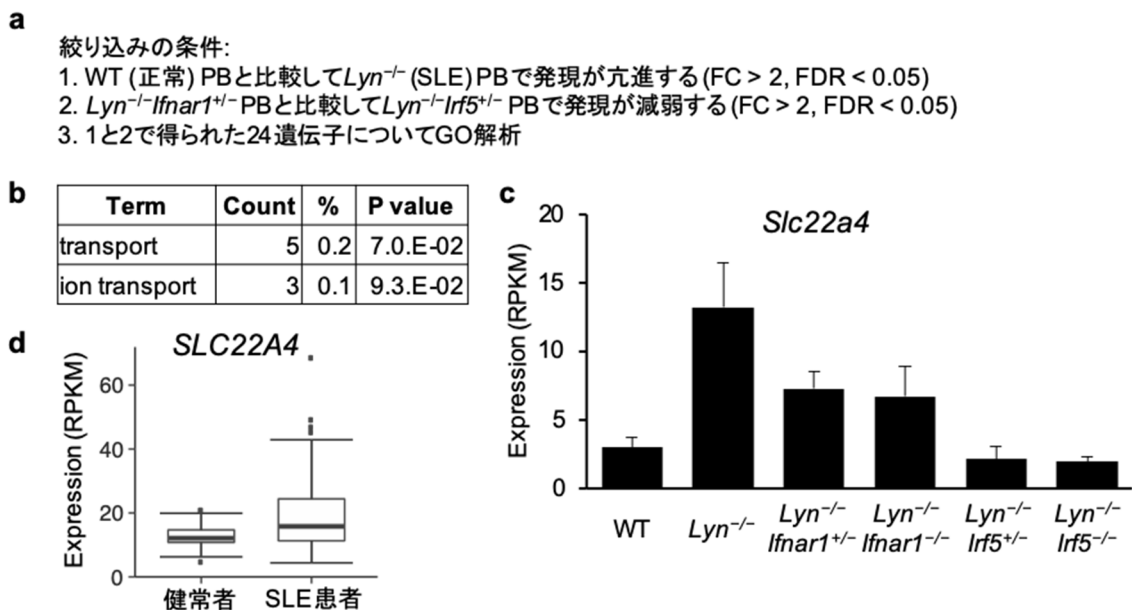 a
絞り込みの条件:
1. WT (正常) PBと比較してLyn−/− (SLE) PBで発現が亢進する (FC > 2, FDR < 0.05)
2. Lyn−/−Ifnar1+/− PBと比較してLyn−/−Irf5+/− PBで発現が減弱する (FC > 2, FDR < 0.05)
3. 1と2で得られた24遺伝子についてGO解析
b
Term Count % P value
transport 5 0.2 7.0.E-02
ion transport 3 0.1 9.3.E-02
c
Slc22a4
Expression (RPKM)
20
15
10
5
0
WT
Lyn−/−
Lyn−/− Ifnar1+/−
Lyn−/− Ifnar1−/−
Lyn−/− Irf5+/−
Lyn−/− Irf5−/−
d
SLC22A4
Expression (RPKM)
60
40
20
0
健常者
SLE患者